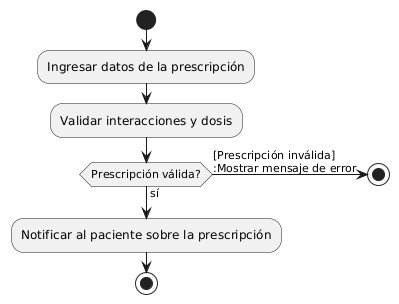 Ingresar datos de la prescripción
Validar interacciones y dosis
Prescripción válida?
[Prescripción inválida]
:Mostrar mensaje de error
sí
Notificar al paciente sobre la prescripción